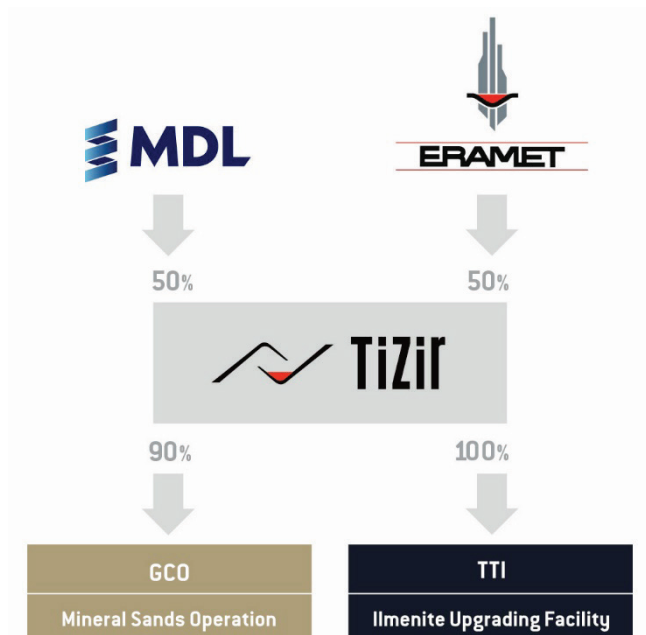 MDL
ERAMET
50%
50%
TiZir
90%
100%
GCO
Mineral Sands Operation
TTI
Ilmenite Upgrading Facility